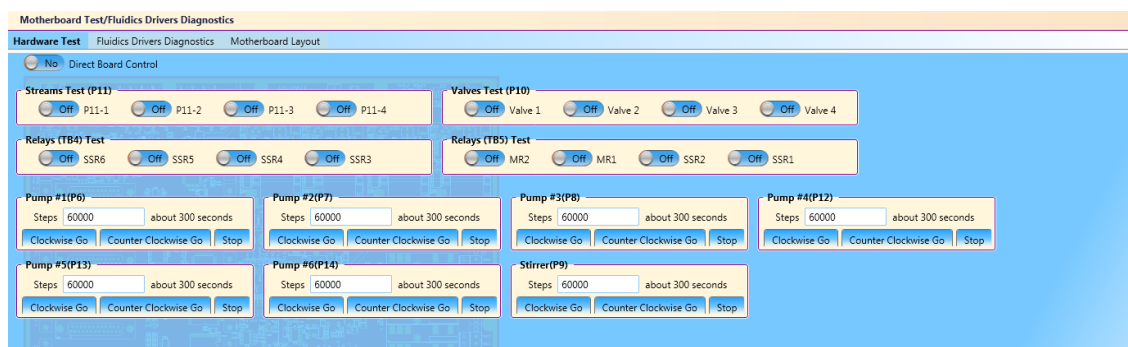 Motherboard Test/Fluidics Drivers Diagnostics
Hardware Test Fluidics Drivers Diagnostics Motherboard Layout
No Direct Board Control
Streams Test (P11) Valves Test (P10)
Off P11-1 Off P11-2 Off P11-3 Off P11-4 Off Valve 1 Off Valve 2 Off Valve 3 Off Valve 4
Relays (TB4) Test Relays (TB5) Test
Off SSR6 Off SSR5 Off SSR4 Off SSR3 Off MR2 Off MR1 Off SSR2 Off SSR1
Pump #1(P6) Pump #2(P7) Pump #3(P8) Pump #4(P12)
Steps 60000 about 300 seconds Steps 60000 about 300 seconds Steps 60000 about 300 seconds Steps 60000 about 300 seconds
Clockwise Go Counter Clockwise Go Stop Clockwise Go Counter Clockwise Go Stop Clockwise Go Counter Clockwise Go Stop Clockwise Go Counter Clockwise Go Stop
Pump #5(P13) Pump #6(P14) Stirrer(P9)
Steps 60000 about 300 seconds Steps 60000 about 300 seconds Steps 60000 about 300 seconds
Clockwise Go Counter Clockwise Go Stop Clockwise Go Counter Clockwise Go Stop Clockwise Go Counter Clockwise Go Stop